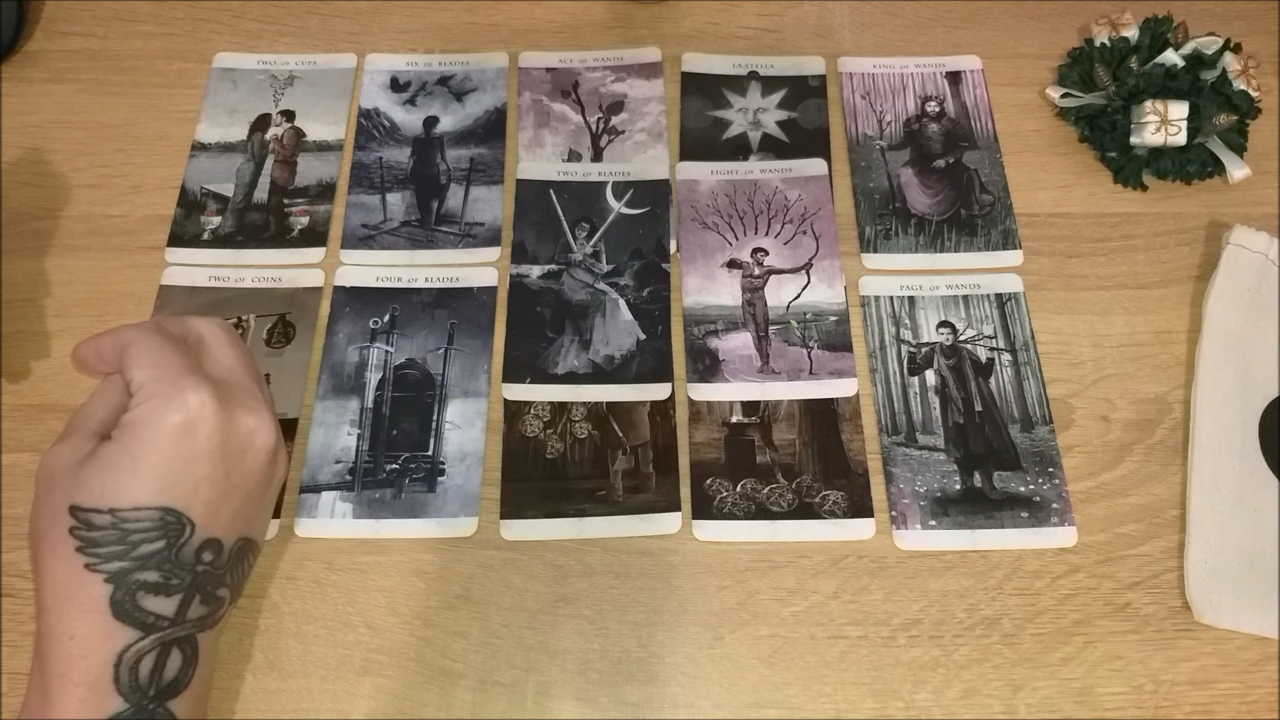 TWO OF CUPS
SIX OF BLADES
ACE OF WANDS
LA STELLA
KING OF WANDS
TWO OF BLADES
EIGHT OF WANDS
TWO OF COINS
FOUR OF BLADES
PAGE OF WANDS